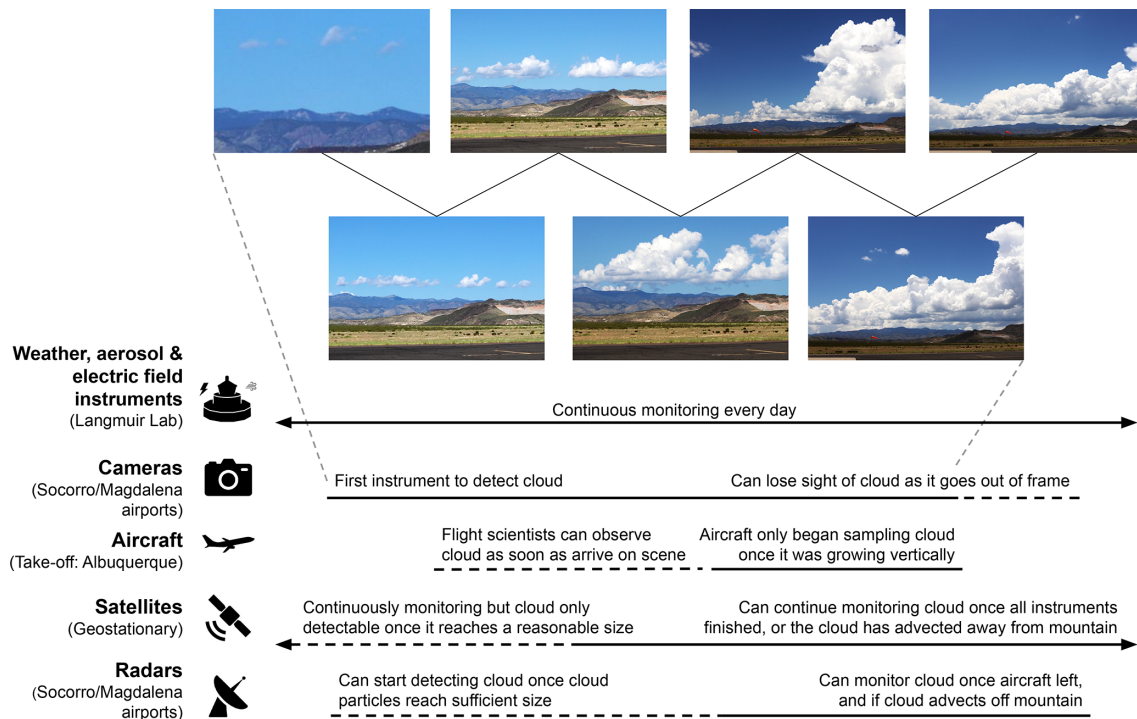 Weather, aerosol &
electric field
instruments
(Langmuir Lab)
Continuous monitoring every day
Cameras
(Socorro/Magdalena
airports)
First instrument to detect cloud
Can lose sight of cloud as it goes out of frame
Aircraft
(Take-off: Albuquerque)
Flight scientists can observe
cloud as soon as arrive on scene
Aircraft only began sampling cloud
once it was growing vertically
Satellites
(Geostationary)
Continuously monitoring but cloud only
detectable once it reaches a reasonable size
Can continue monitoring cloud once all instruments
finished, or the cloud has advected away from mountain
Radars
(Socorro/Magdalena
airports)
Can start detecting cloud once cloud
particles reach sufficient size
Can monitor cloud once aircraft left,
and if cloud advects off mountain